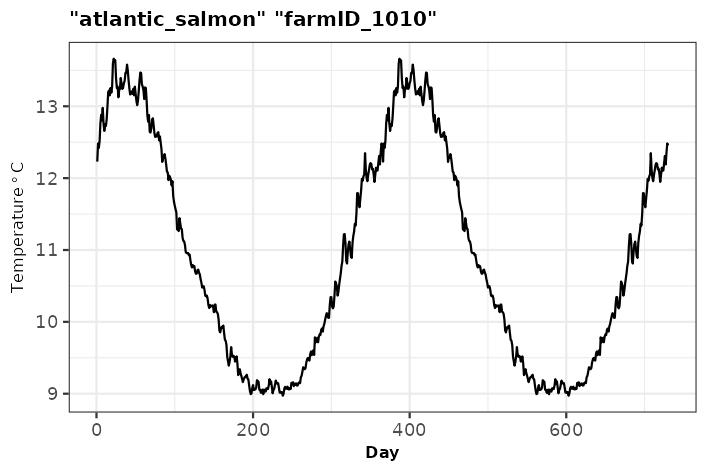 "atlantic_salmon" "farmID_1010"
Temperature ° C
13
12
11
10
9
0 200 400 600
Day